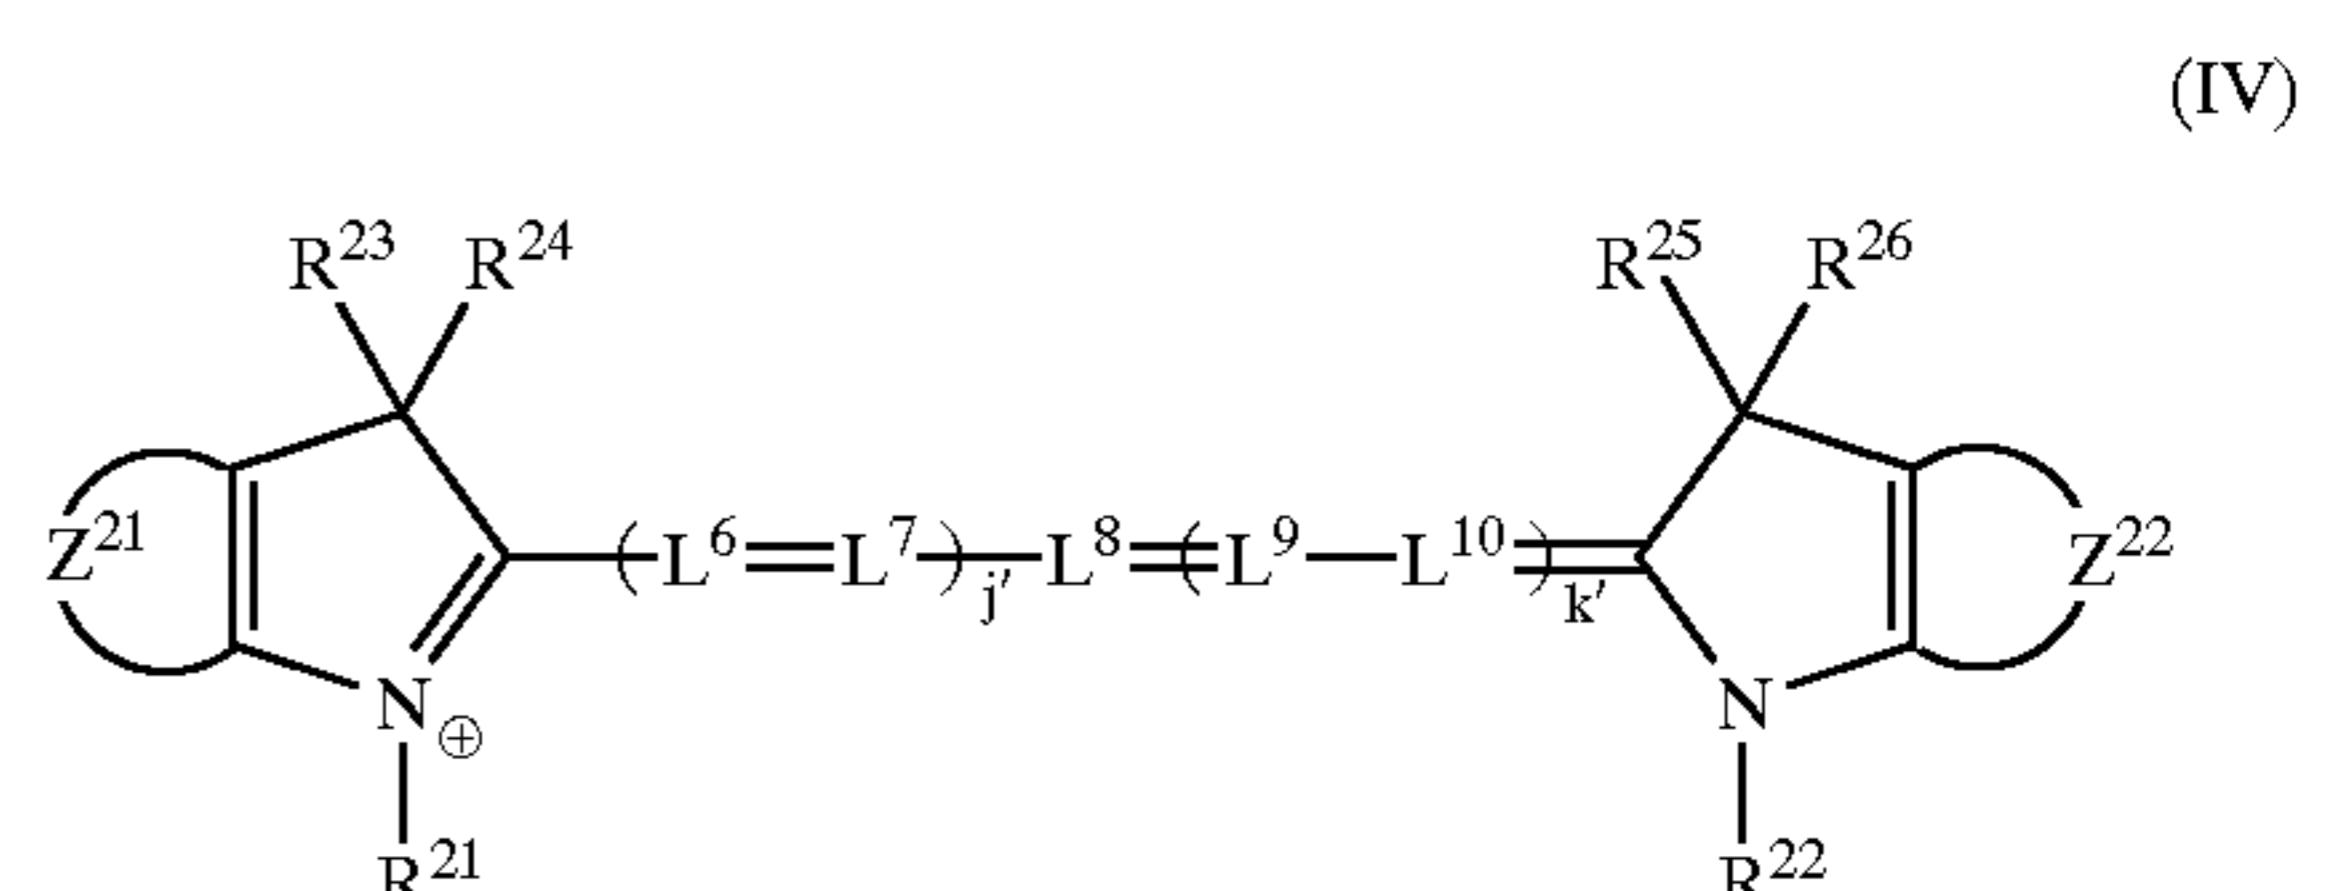 (IV)
R²³ R²⁴ R²⁵ R²⁶
Z²¹ (L⁶=L⁷)j' L⁸=(L⁹—L¹⁰)k' Z²²
N⊕ N
R²¹ R²²